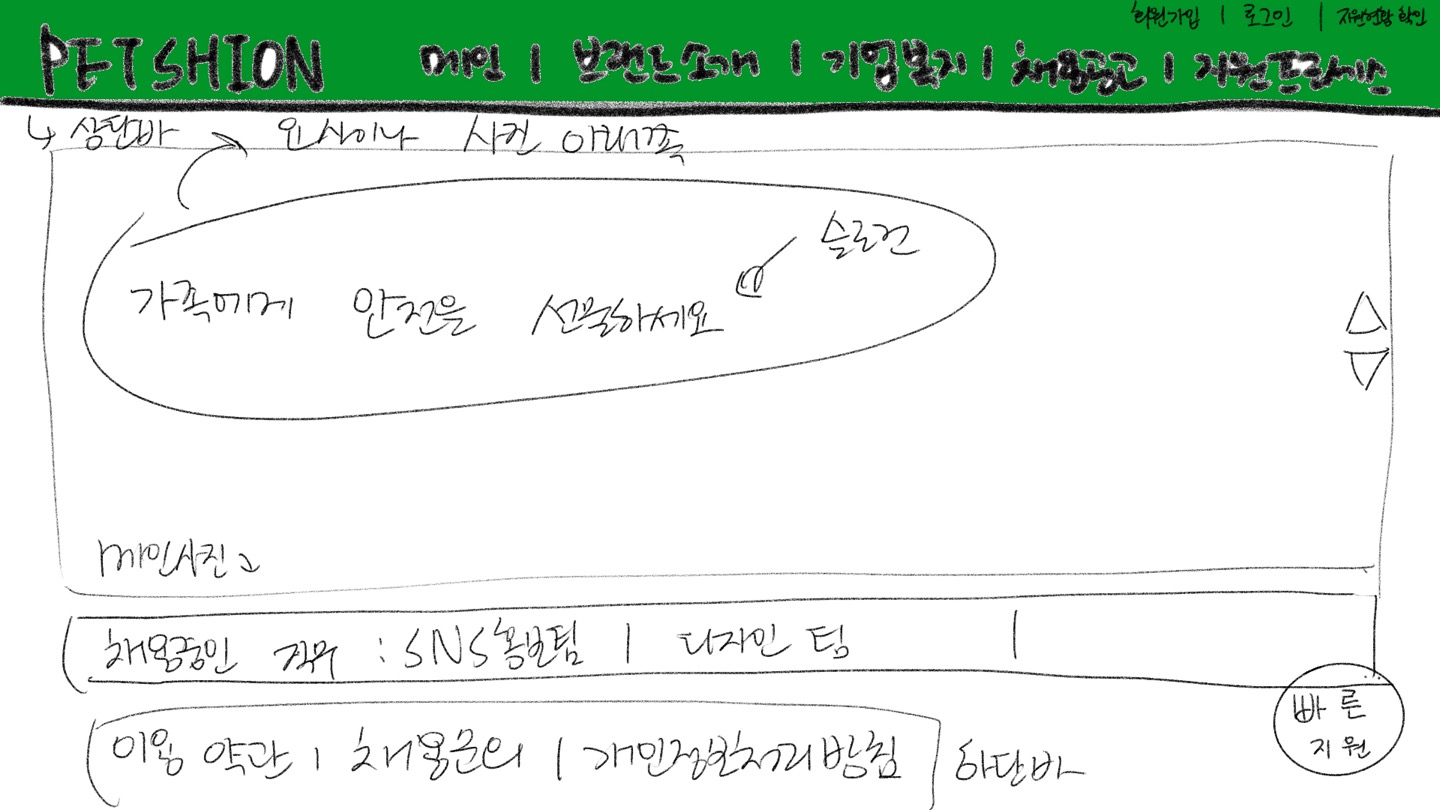 회원가입 | 로그인 | 지원현황 확인
PETSHION 메인 | 브랜드소개 | 기업복지 | 채용공고 | 지원프로세스
↳ 상단바 → 요사이나 사진 아래쪽
슬로건
가족에게 안전을 선물하세요
메인사진
채용중인 직무 : SNS홍보팀 | 디자인 팀 |
빠른
지원
이용 약관 | 채용문의 | 개인정보처리방침 하단바